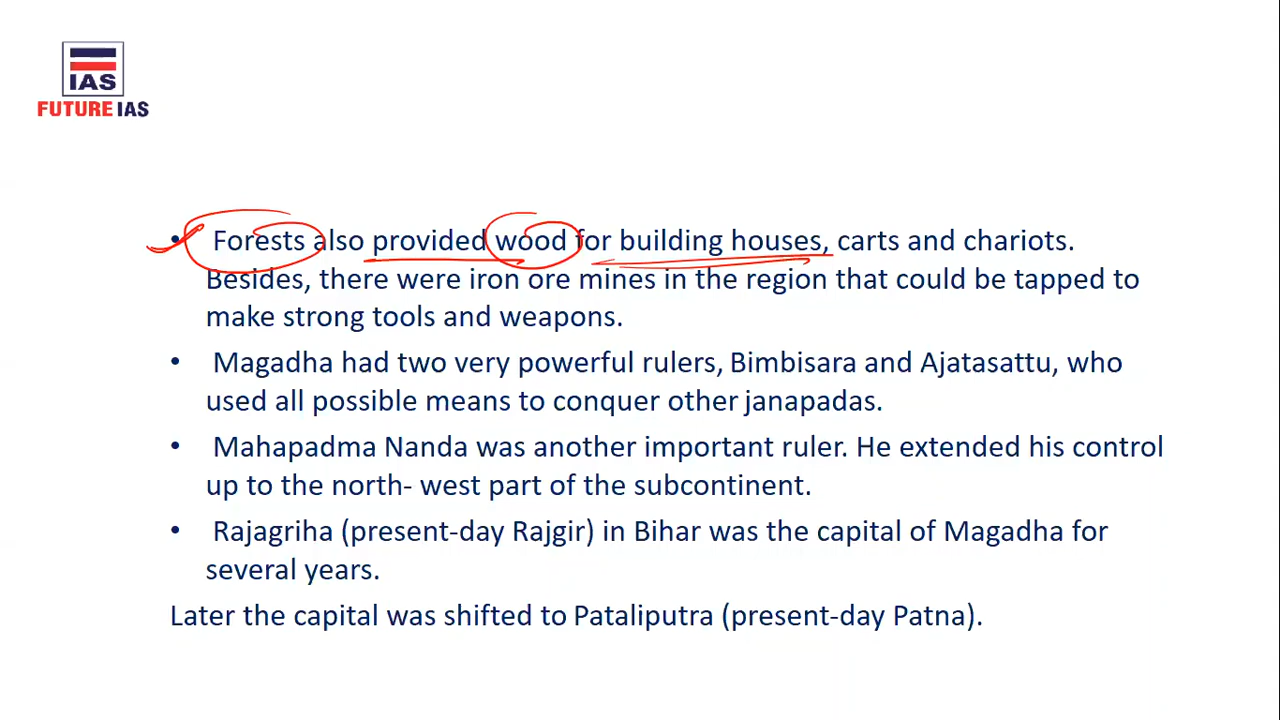 IAS
FUTURE IAS
• Forests also provided wood for building houses, carts and chariots.
Besides, there were iron ore mines in the region that could be tapped to
make strong tools and weapons.
• Magadha had two very powerful rulers, Bimbisara and Ajatasattu, who
used all possible means to conquer other janapadas.
• Mahapadma Nanda was another important ruler. He extended his control
up to the north- west part of the subcontinent.
• Rajagriha (present-day Rajgir) in Bihar was the capital of Magadha for
several years.
Later the capital was shifted to Pataliputra (present-day Patna).